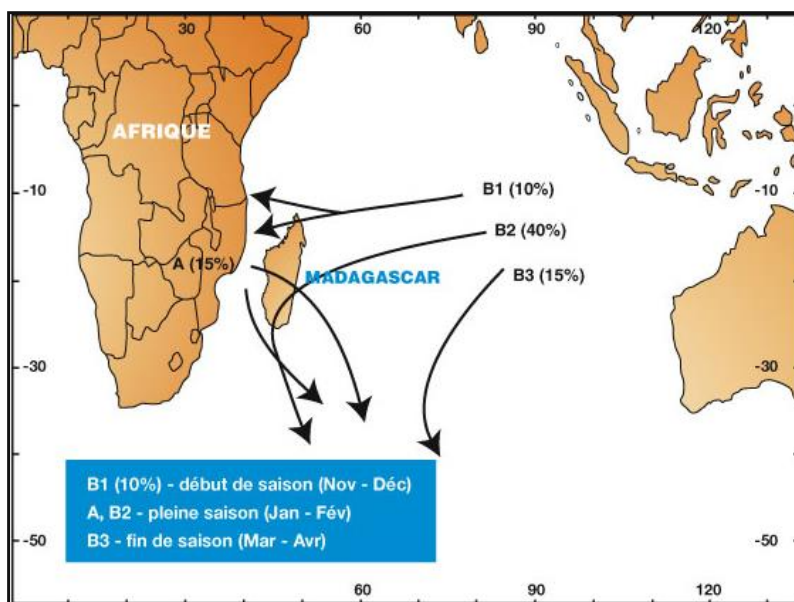 30 60 90 120
AFRIQUE
-10 -10
B1 (10%)
B2 (40%)
A (15%)
MADAGASCAR
B3 (15%)
-30 -30
B1 (10%) - début de saison (Nov - Déc)
A, B2 - pleine saison (Jan - Fév)
B3 - fin de saison (Mar - Avr)
-50 -50
60 90 120